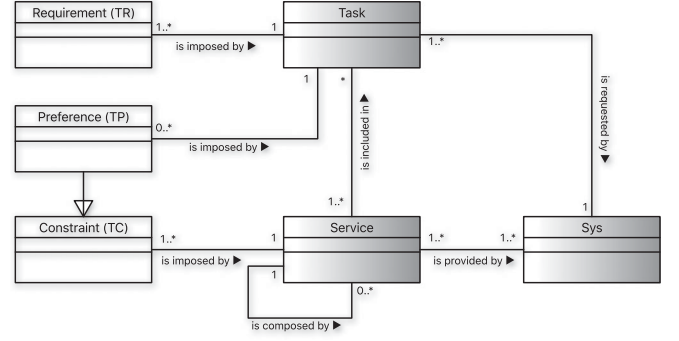 Requirement (TR)
1..*
1
is imposed by ▶
Task
1..*
Preference (TP)
0..*
1
is imposed by ▶
*
is included in ▶
1..*
is requested by ▶
1
Constraint (TC)
1..*
1
is imposed by ▶
Service
1..*
1..*
is provided by ▶
Sys
1
0..*
is composed by ▶